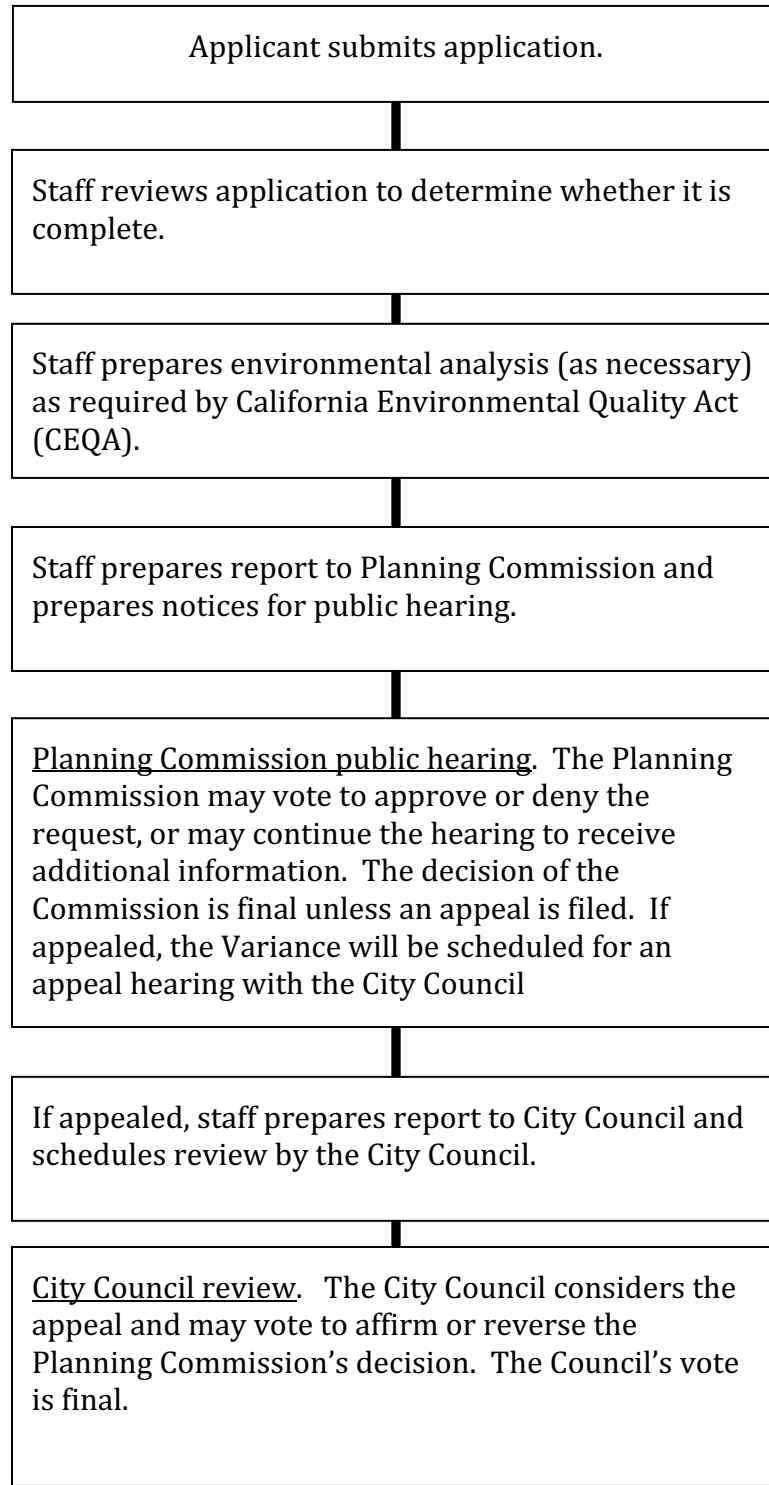 Applicant submits application.
Staff reviews application to determine whether it is
complete.
Staff prepares environmental analysis (as necessary)
as required by California Environmental Quality Act
(CEQA).
Staff prepares report to Planning Commission and
prepares notices for public hearing.
Planning Commission public hearing.  The Planning
Commission may vote to approve or deny the
request, or may continue the hearing to receive
additional information.  The decision of the
Commission is final unless an appeal is filed.  If
appealed, the Variance will be scheduled for an
appeal hearing with the City Council
If appealed, staff prepares report to City Council and
schedules review by the City Council.
City Council review.   The City Council considers the
appeal and may vote to affirm or reverse the
Planning Commission’s decision.  The Council’s vote
is final.